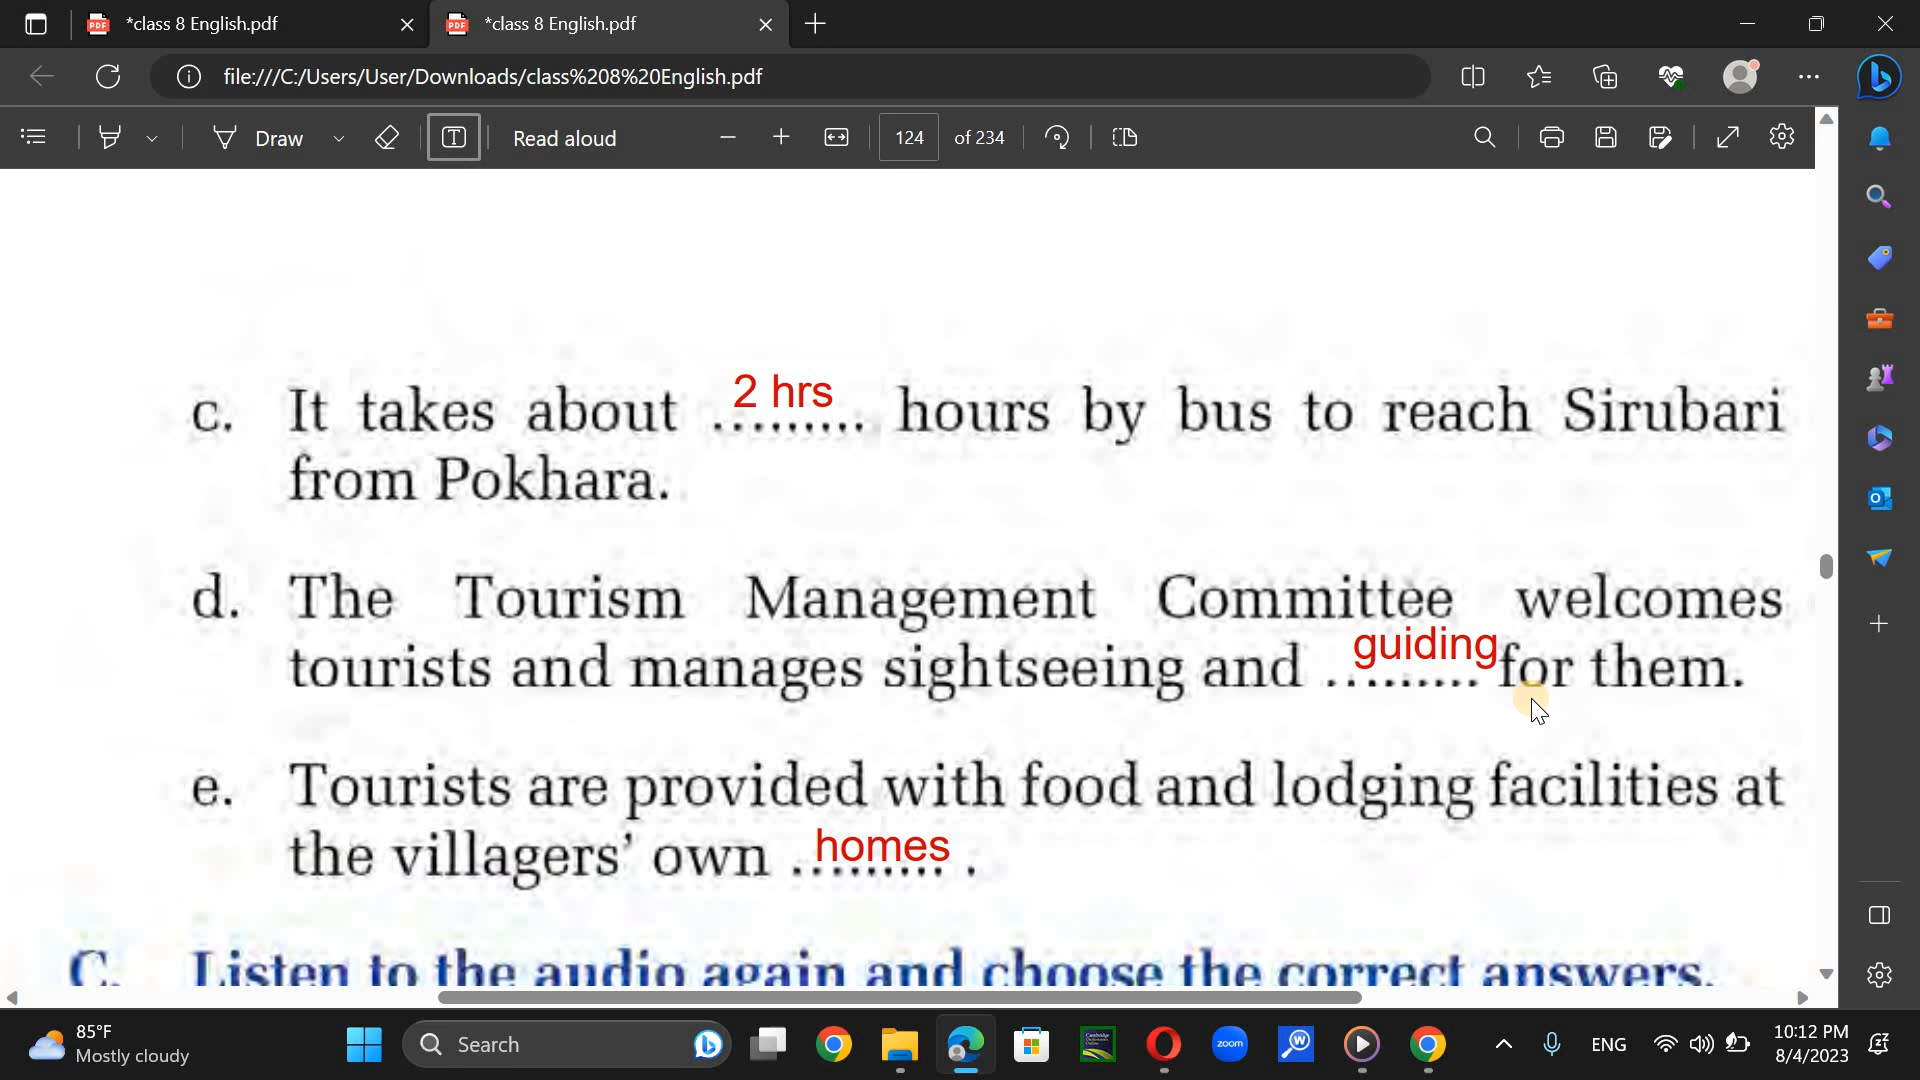 *class 8 English.pdf
*class 8 English.pdf
file:///C:/Users/User/Downloads/class%208%20English.pdf
Draw
Read aloud
124 of 234
2 hrs
c. It takes about ......... hours by bus to reach Sirubari
from Pokhara.
d. The Tourism Management Committee welcomes
guiding
tourists and manages sightseeing and ......... for them.
e. Tourists are provided with food and lodging facilities at
homes
the villagers' own ......... .
C. Listen to the audio again and choose the correct answers.
85°F
Mostly cloudy
Search
zoom
ENG
10:12 PM
8/4/2023